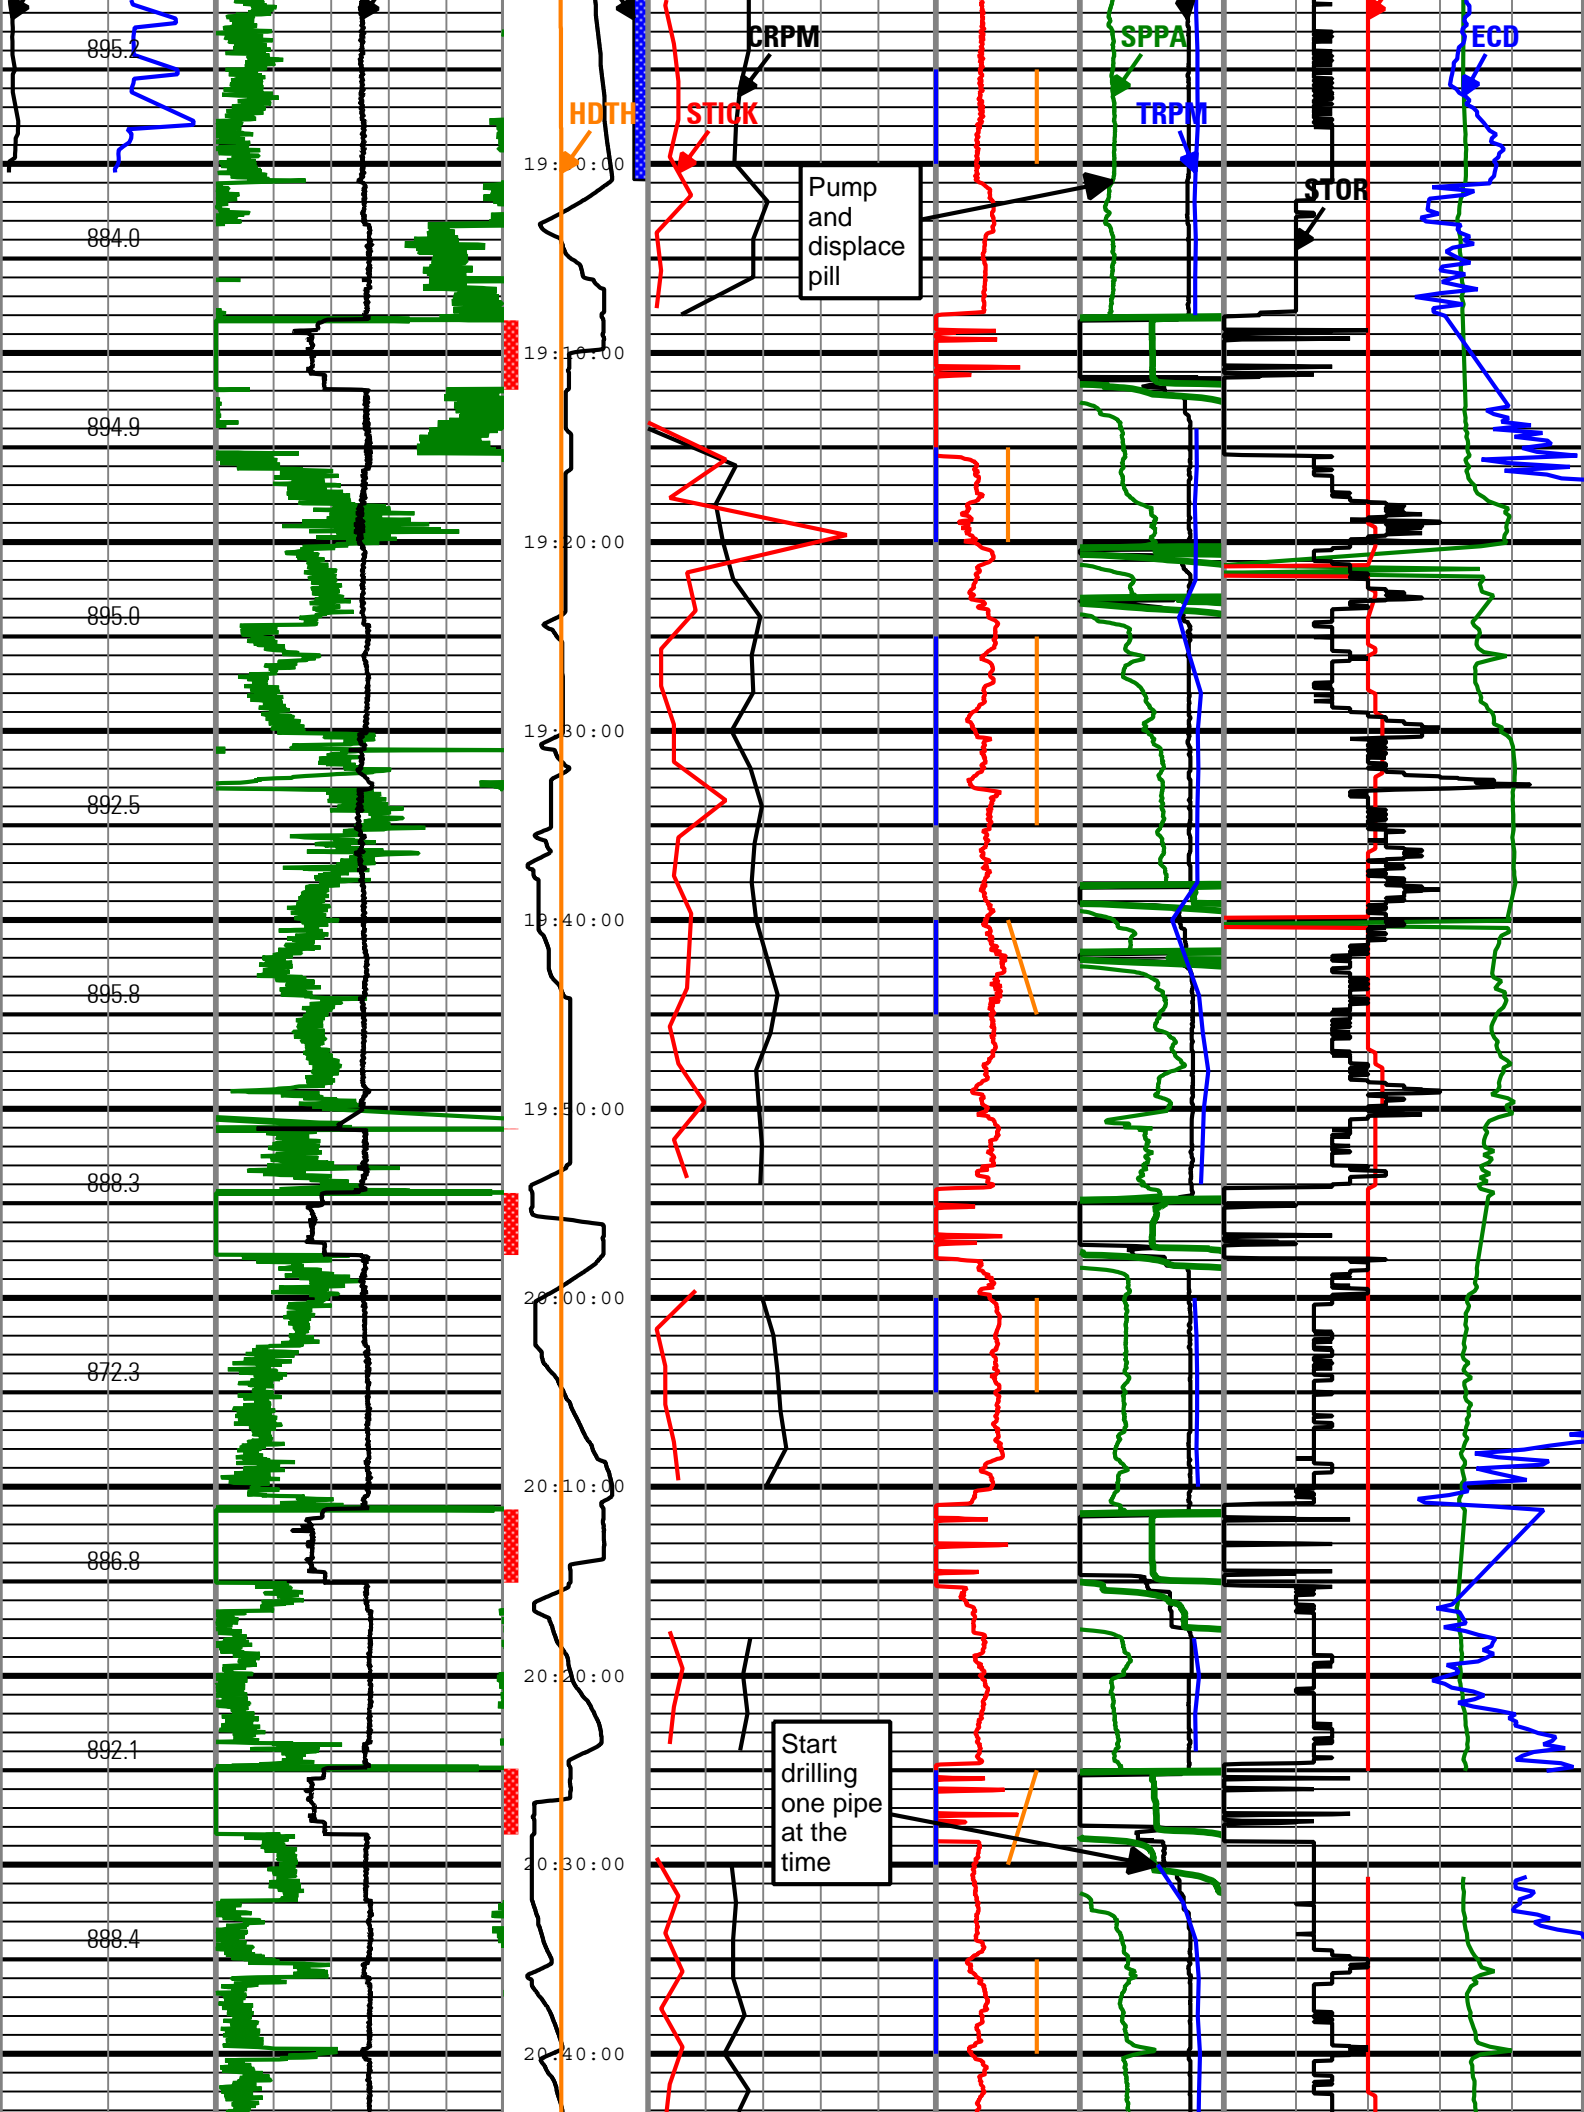 895.2
CRPM
SPPA
ECD
HDTH
STICK
TRPM
19:00:00
Pump
and
displace
pill
STOR
884.0
19:10:00
894.9
19:20:00
895.0
19:30:00
892.5
19:40:00
895.8
19:50:00
888.3
20:00:00
872.3
20:10:00
886.8
20:20:00
Start
drilling
one pipe
at the
time
892.1
20:30:00
888.4
20:40:00